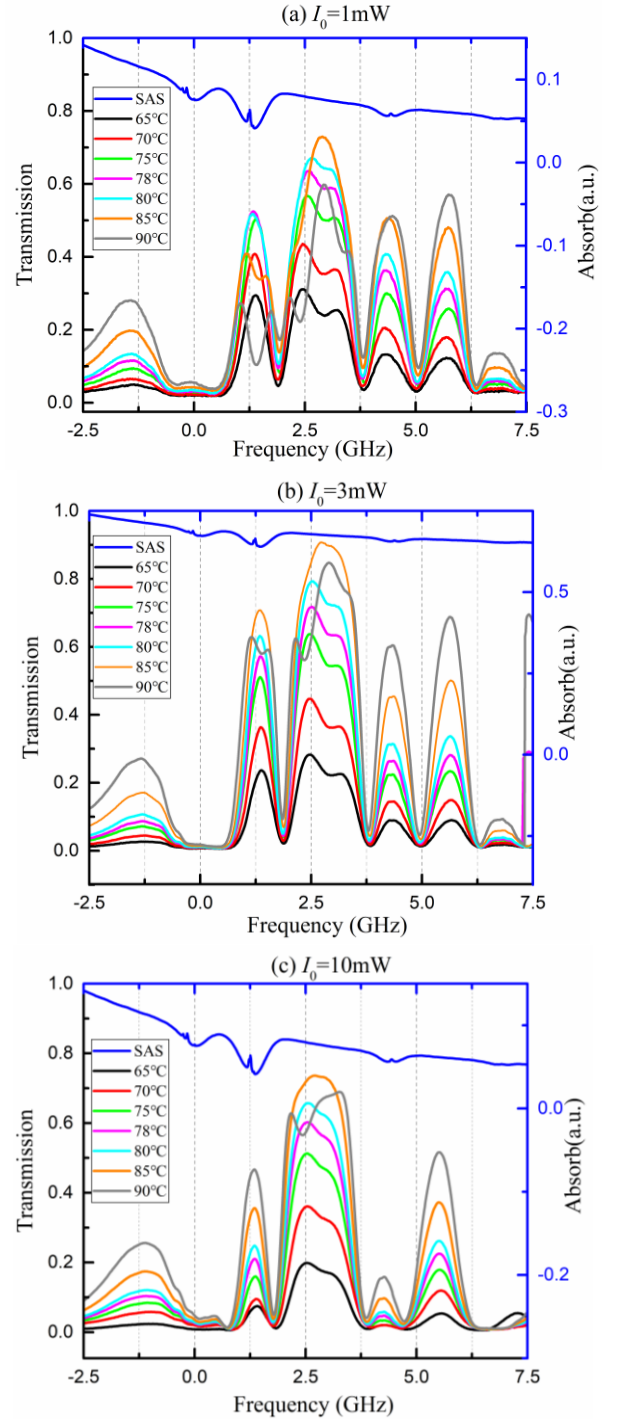 (a) I₀=1mW
1.0
0.8
0.6
0.4
0.2
0.0
Transmission
SAS
65℃
70℃
75℃
78℃
80℃
85℃
90℃
0.1
0.0
-0.1
-0.2
-0.3
Absorb(a.u.)
-2.5 0.0 2.5 5.0 7.5
Frequency (GHz)
(b) I₀=3mW
1.0
0.8
0.6
0.4
0.2
0.0
Transmission
SAS
65℃
70℃
75℃
78℃
80℃
85℃
90℃
0.5
0.0
Absorb(a.u.)
-2.5 0.0 2.5 5.0 7.5
Frequency (GHz)
(c) I₀=10mW
1.0
0.8
0.6
0.4
0.2
0.0
Transmission
SAS
65℃
70℃
75℃
78℃
80℃
85℃
90℃
0.0
-0.2
Absorb(a.u.)
-2.5 0.0 2.5 5.0 7.5
Frequency (GHz)